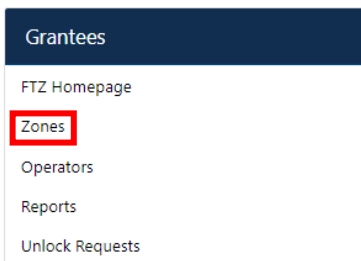 Grantees
FTZ Homepage
Zones
Operators
Reports
Unlock Requests